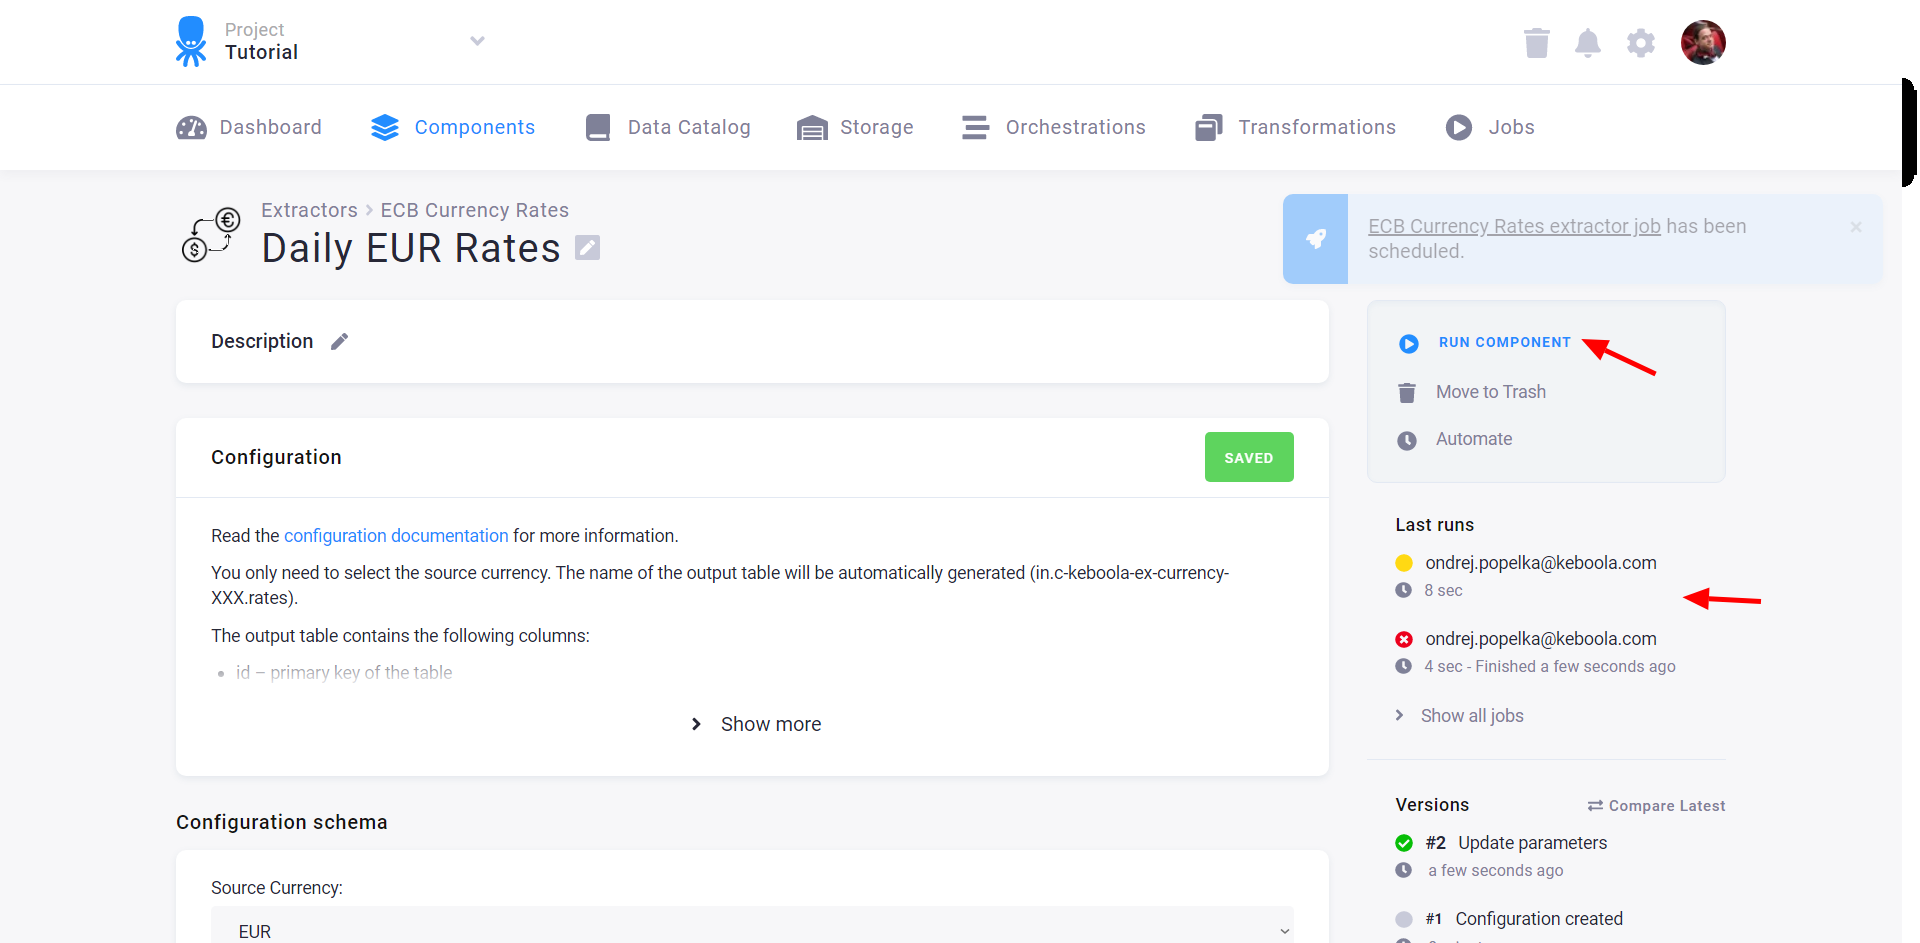 Project
Tutorial
Dashboard
Components
Data Catalog
Storage
Orchestrations
Transformations
Jobs
Extractors > ECB Currency Rates
Daily EUR Rates
ECB Currency Rates extractor job has been
scheduled.
Description
RUN COMPONENT
Move to Trash
Automate
Configuration
SAVED
Read the configuration documentation for more information.
You only need to select the source currency. The name of the output table will be automatically generated (in.c-keboola-ex-currency-
XXX.rates).
The output table contains the following columns:
• id – primary key of the table
Show more
Last runs
ondrej.popelka@keboola.com
8 sec
ondrej.popelka@keboola.com
4 sec - Finished a few seconds ago
Show all jobs
Versions
Compare Latest
#2 Update parameters
a few seconds ago
#1 Configuration created
Configuration schema
Source Currency:
EUR